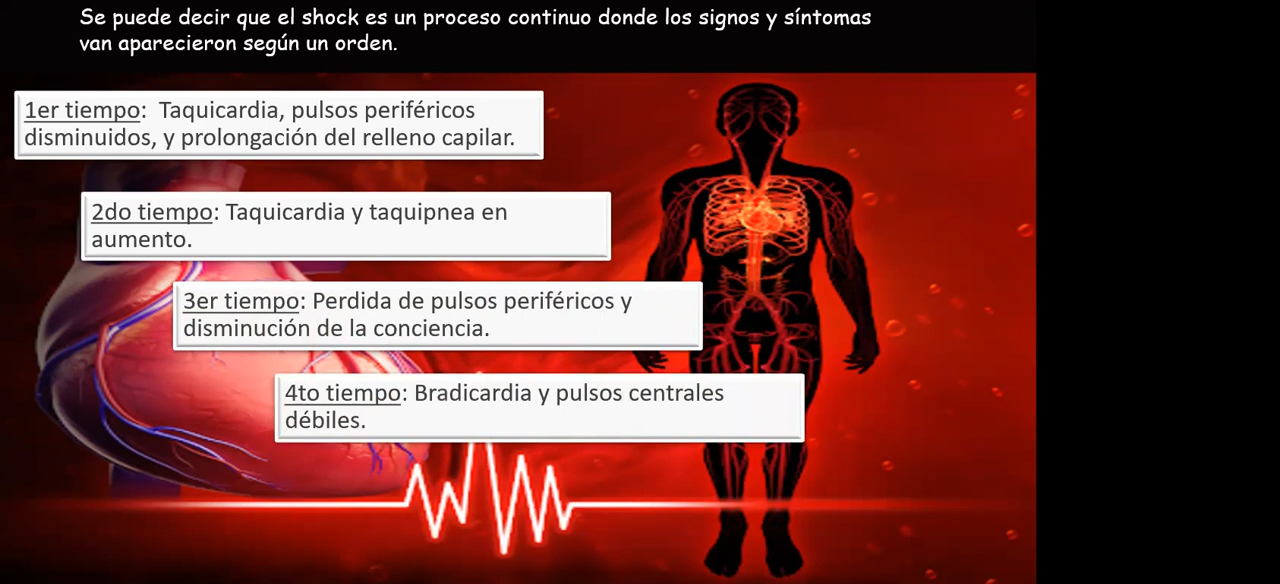 Se puede decir que el shock es un proceso continuo donde los signos y síntomas
van aparecieron según un orden.
1er tiempo: Taquicardia, pulsos periféricos
disminuidos, y prolongación del relleno capilar.
2do tiempo: Taquicardia y taquipnea en
aumento.
3er tiempo: Perdida de pulsos periféricos y
disminución de la conciencia.
4to tiempo: Bradicardia y pulsos centrales
débiles.